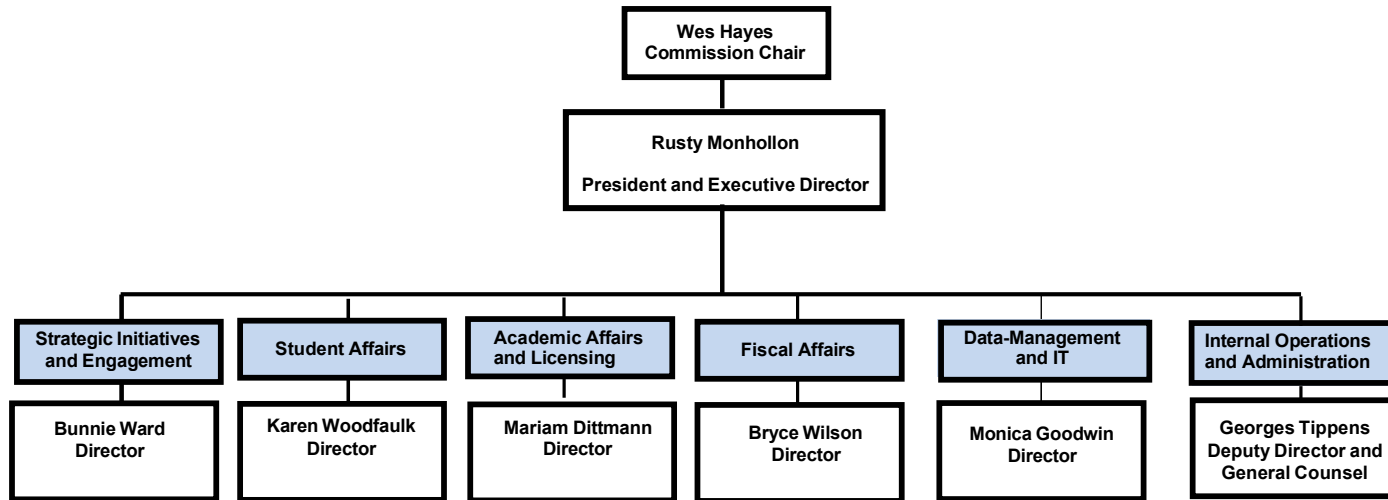 Wes Hayes
Commission Chair
Rusty Monhollon
President and Executive Director
Strategic Initiatives
and Engagement
Student Affairs
Academic Affairs
and Licensing
Fiscal Affairs
Data-Management
and IT
Internal Operations
and Administration
Bunnie Ward
Director
Karen Woodfaulk
Director
Mariam Dittmann
Director
Bryce Wilson
Director
Monica Goodwin
Director
Georges Tippens
Deputy Director and
General Counsel